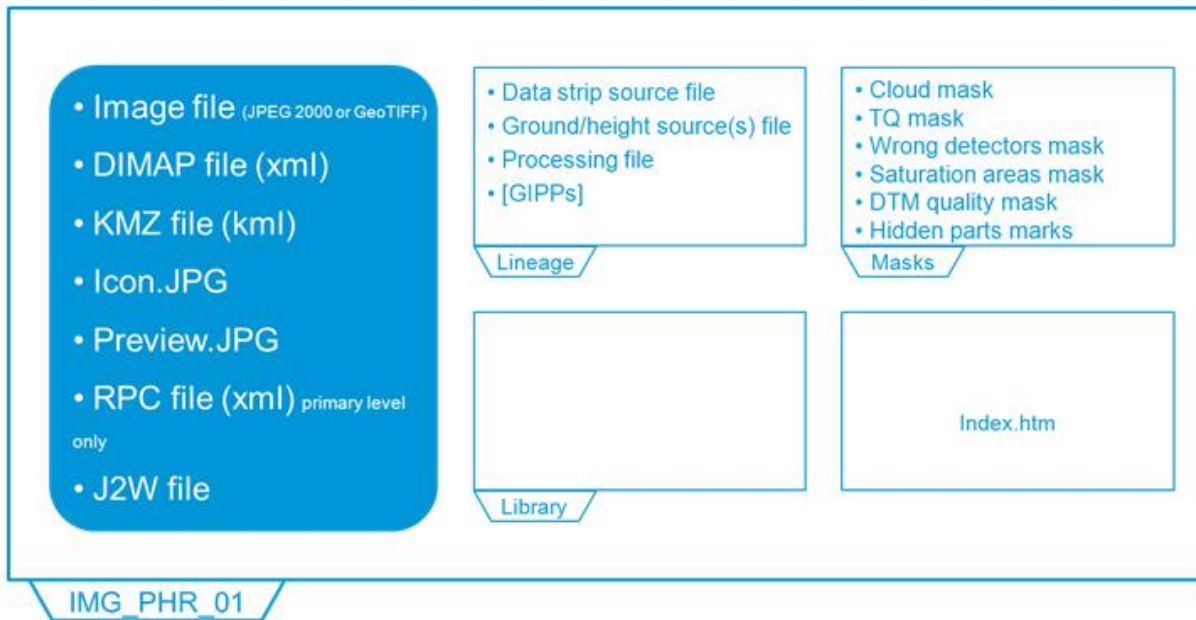 • Image file (JPEG 2000 or GeoTIFF)
• DIMAP file (xml)
• KMZ file (kml)
• Icon.JPG
• Preview.JPG
• RPC file (xml) primary level
only
• J2W file
• Data strip source file
• Ground/height source(s) file
• Processing file
• [GIPPs]
Lineage
• Cloud mask
• TQ mask
• Wrong detectors mask
• Saturation areas mask
• DTM quality mask
• Hidden parts marks
Masks
Library
Index.htm
IMG_PHR_01